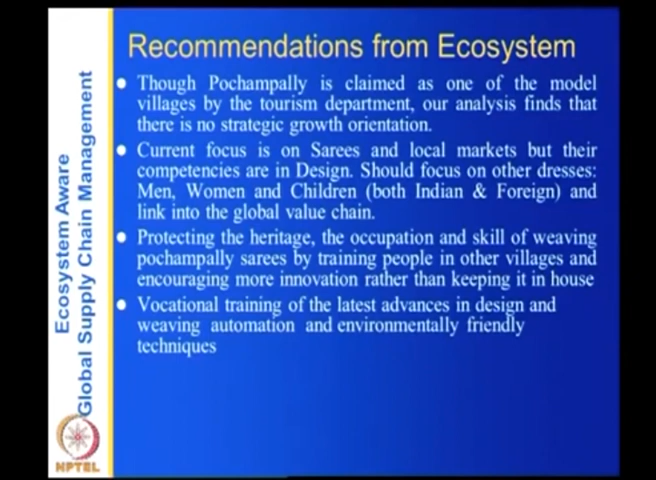 Recommendations from Ecosystem
Though Pochampally is claimed as one of the model
villages by the tourism department, our analysis finds that
there is no strategic growth orientation.
Current focus is on Sarees and local markets but their
competencies are in Design. Should focus on other dresses:
Men, Women and Children (both Indian & Foreign) and
link into the global value chain.
Protecting the heritage, the occupation and skill of weaving
pochampally sarees by training people in other villages and
encouraging more innovation rather than keeping it in house
Vocational training of the latest advances in design and
weaving automation and environmentally friendly
techniques
Ecosystem Aware
Global Supply Chain Management
NPTEL